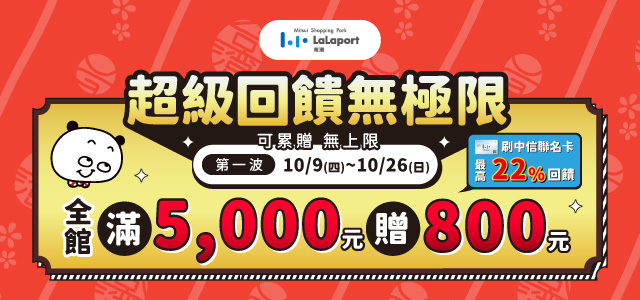 Mitsui Shopping Park
LaLaport
南港
超級回饋無極限
可累贈 無上限
第一波 10/9(四)~10/26(日)
刷中信聯名卡
最高22%回饋
全館滿5,000元贈800元